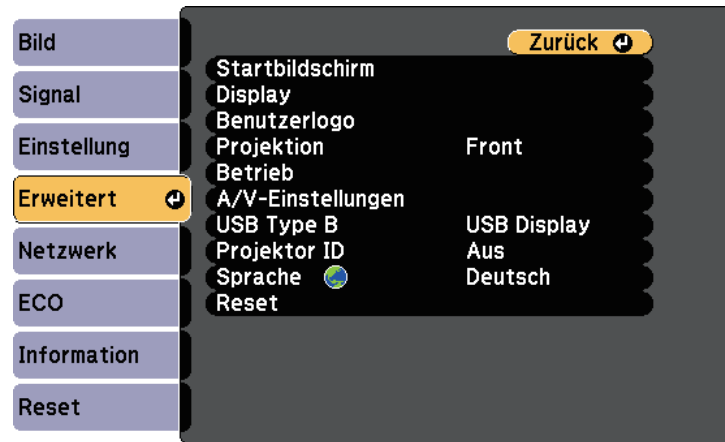 Bild
Signal
Einstellung
Erweitert
Netzwerk
ECO
Information
Reset
Zurück
Startbildschirm
Display
Benutzerlogo
Projektion Front
Betrieb
A/V-Einstellungen
USB Type B USB Display
Projektor ID Aus
Sprache Deutsch
Reset